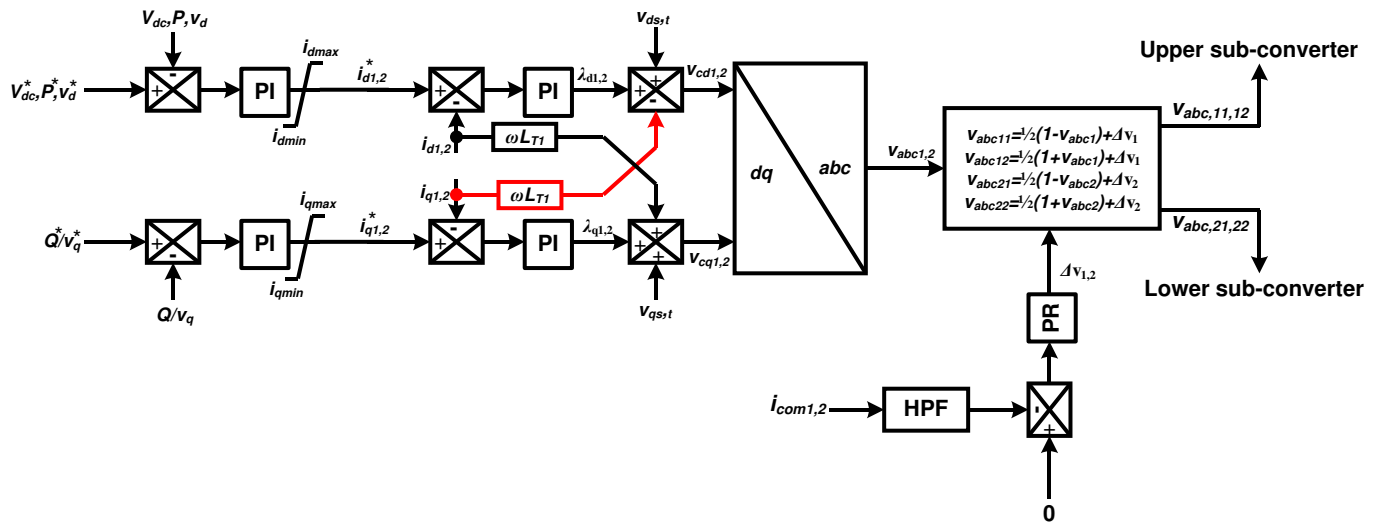 V_dc,P,v_d
V*_dc,P*,v*_d
-
+
PI
i_dmax
i_dmin
i*_d1,2
+
-
PI
λ_d1,2
v_ds,t
+
+
-
v_cd1,2
i_d1,2
ωL_T1
i_q1,2
ωL_T1
Q*/v*_q
+
-
Q/v_q
PI
i_qmax
i_qmin
i*_q1,2
-
+
PI
λ_q1,2
+
+
+
v_cq1,2
v_qs,t
dq
abc
v_abc1,2
v_abc11=½(1-v_abc1)+Δv_1
v_abc12=½(1+v_abc1)+Δv_1
v_abc21=½(1-v_abc2)+Δv_2
v_abc22=½(1+v_abc2)+Δv_2
Upper sub-converter
v_abc,11,12
v_abc,21,22
Lower sub-converter
Δv_1,2
PR
i_com1,2
HPF
-
+
0